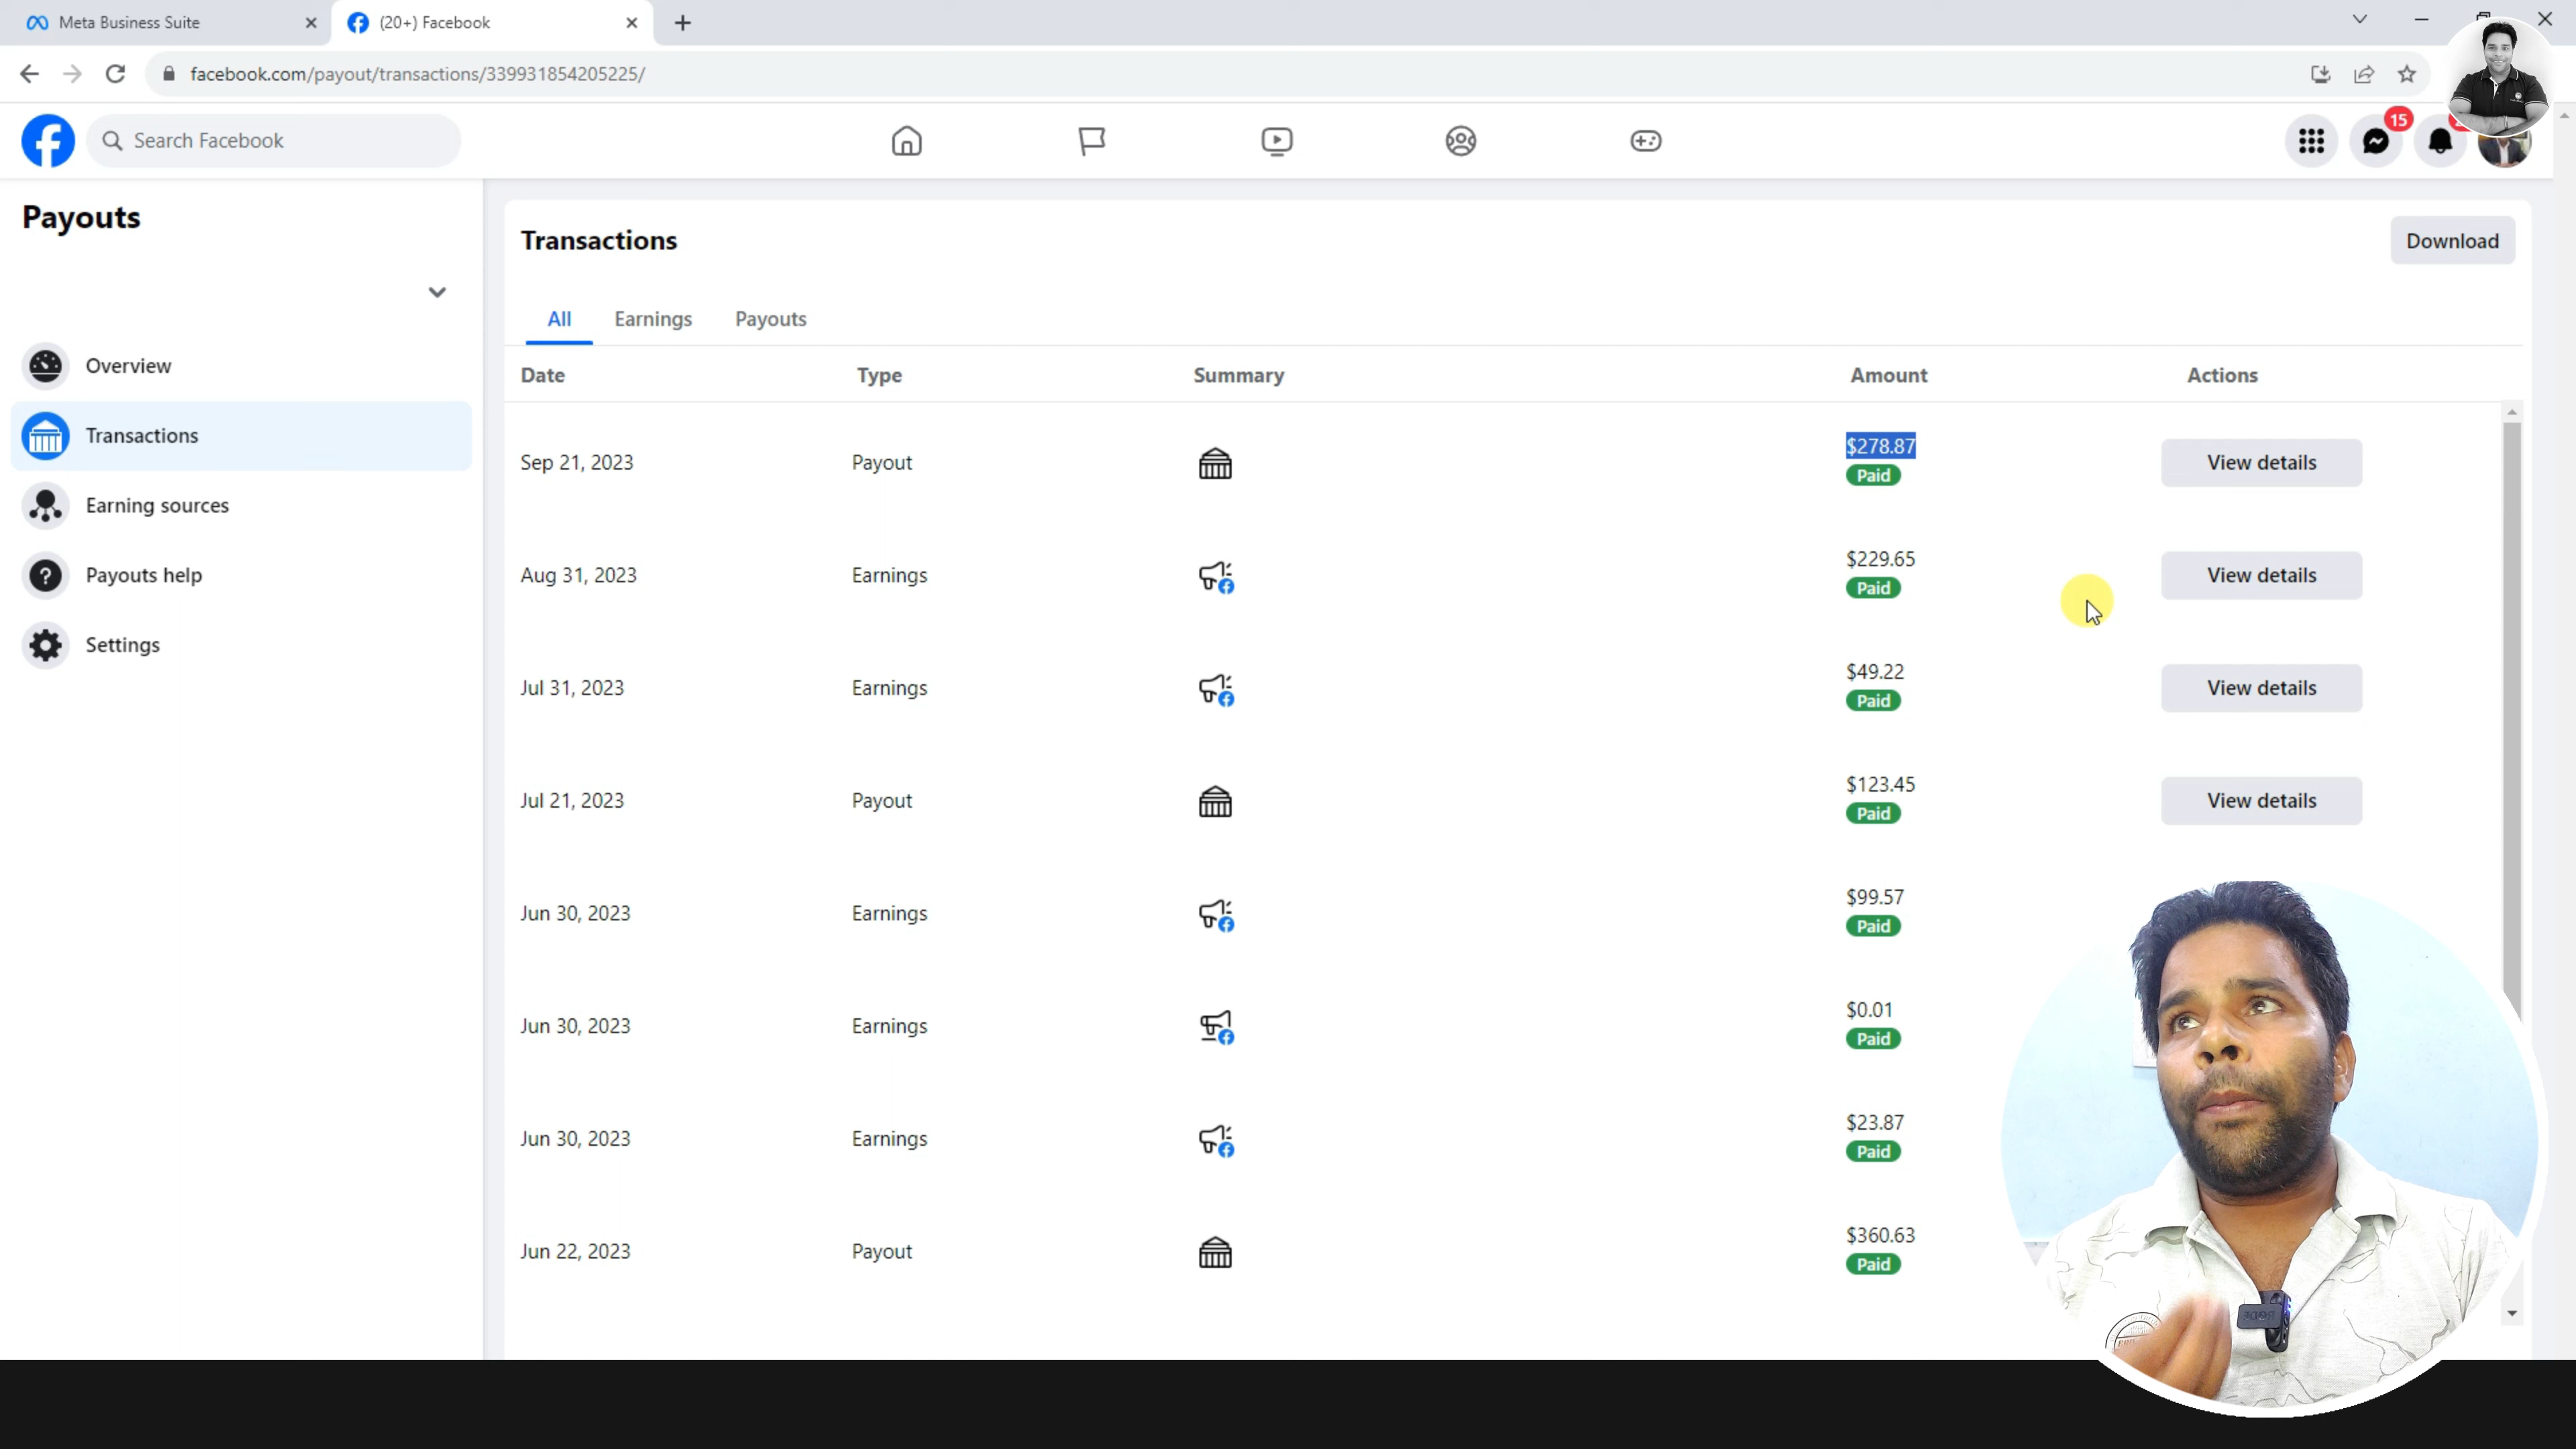 Meta Business Suite
(20+) Facebook
facebook.com/payout/transactions/339931854205225/
Search Facebook
15
Payouts
Overview
Transactions
Earning sources
Payouts help
Settings
Transactions
Download
All Earnings Payouts
Date Type Summary Amount Actions
Sep 21, 2023 Payout $278.87 Paid View details
Aug 31, 2023 Earnings $229.65 Paid View details
Jul 31, 2023 Earnings $49.22 Paid View details
Jul 21, 2023 Payout $123.45 Paid View details
Jun 30, 2023 Earnings $99.57 Paid
Jun 30, 2023 Earnings $0.01 Paid
Jun 30, 2023 Earnings $23.87 Paid
Jun 22, 2023 Payout $360.63 Paid